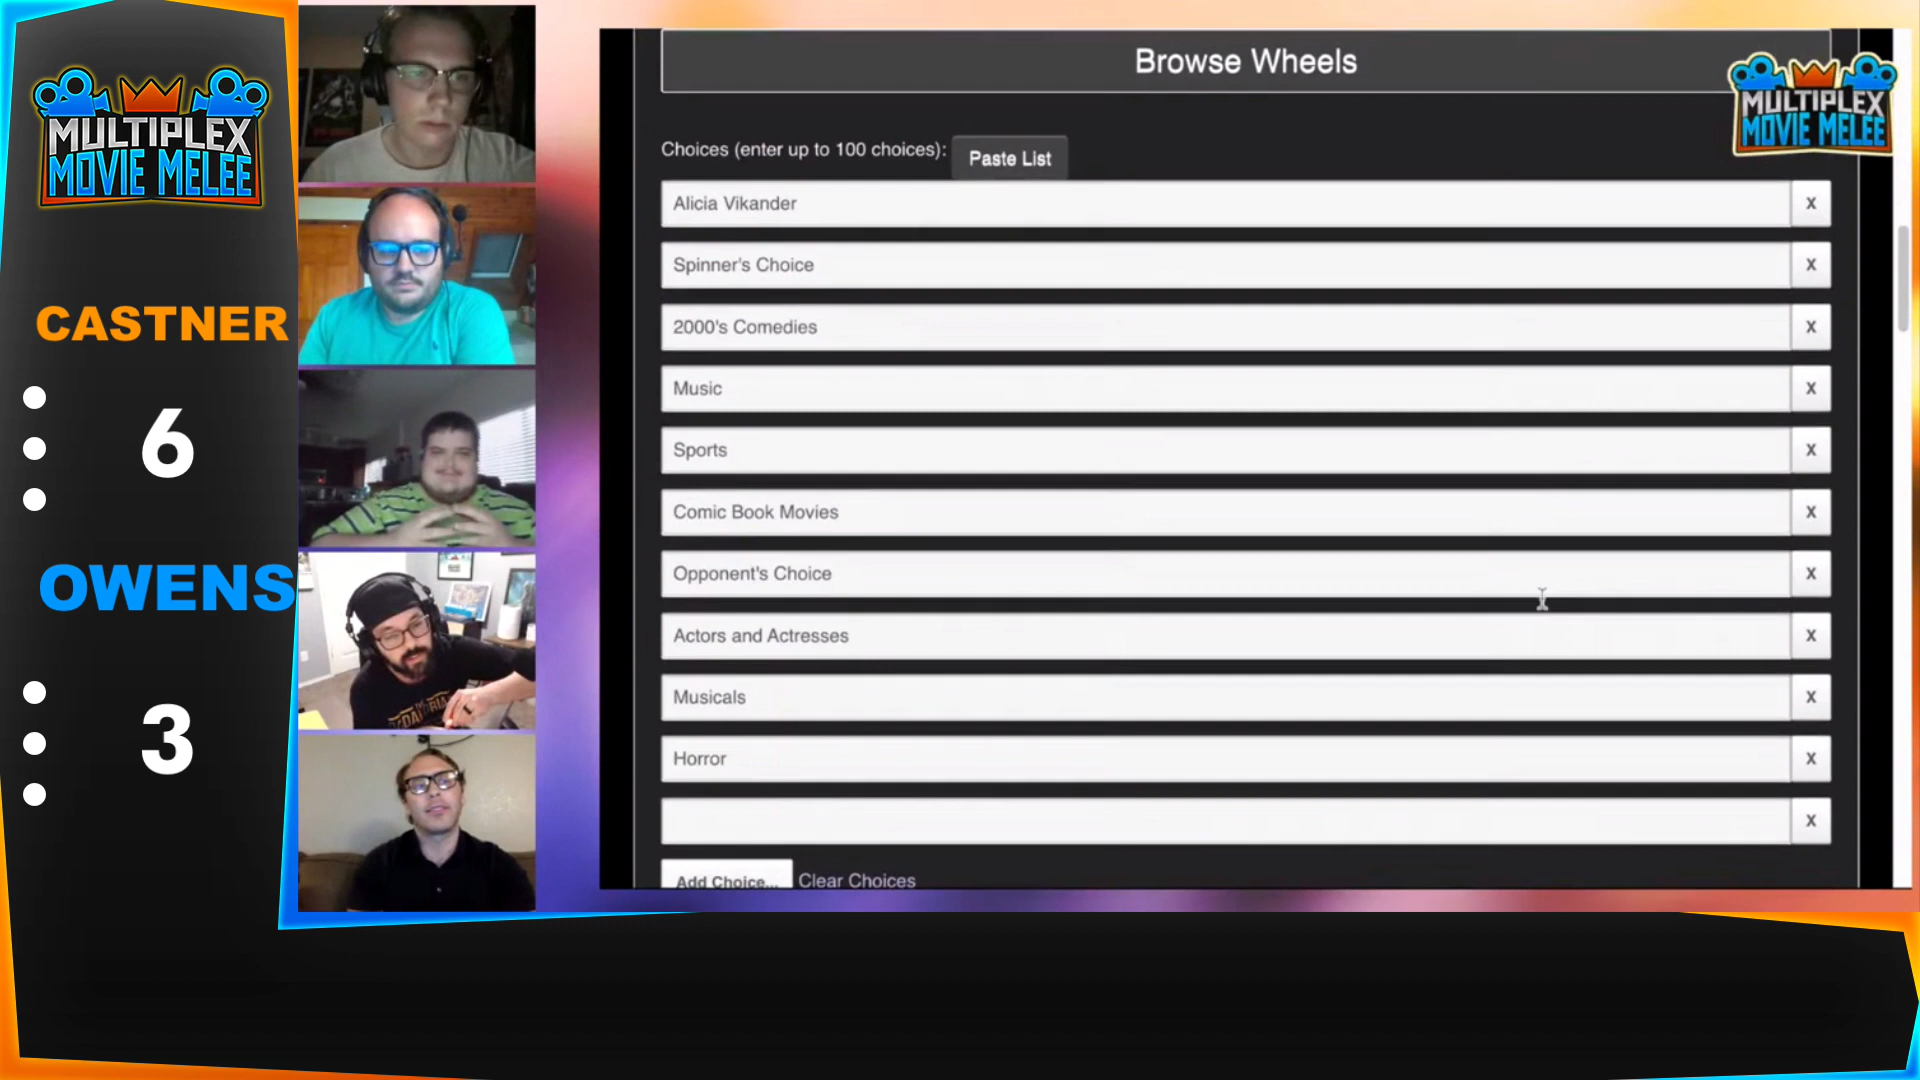 MULTIPLEX
MOVIE MELEE
CASTNER
6
OWENS
3
Browse Wheels
MULTIPLEX
MOVIE MELEE
Choices (enter up to 100 choices):
Paste List
Alicia Vikander
X
Spinner's Choice
X
2000's Comedies
X
Music
X
Sports
X
Comic Book Movies
X
Opponent's Choice
X
Actors and Actresses
X
Musicals
X
Horror
X
X
Add Choice...
Clear Choices